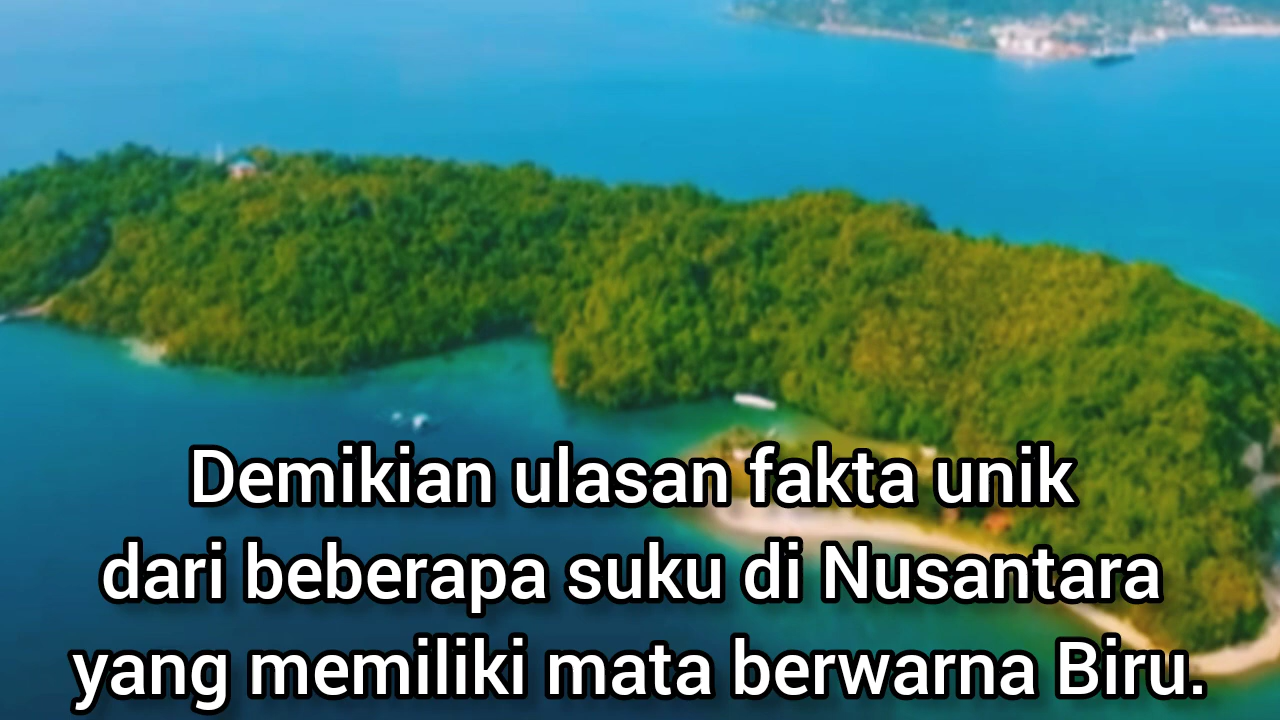 Demikian ulasan fakta unik
dari beberapa suku di Nusantara
yang memiliki mata berwarna Biru.